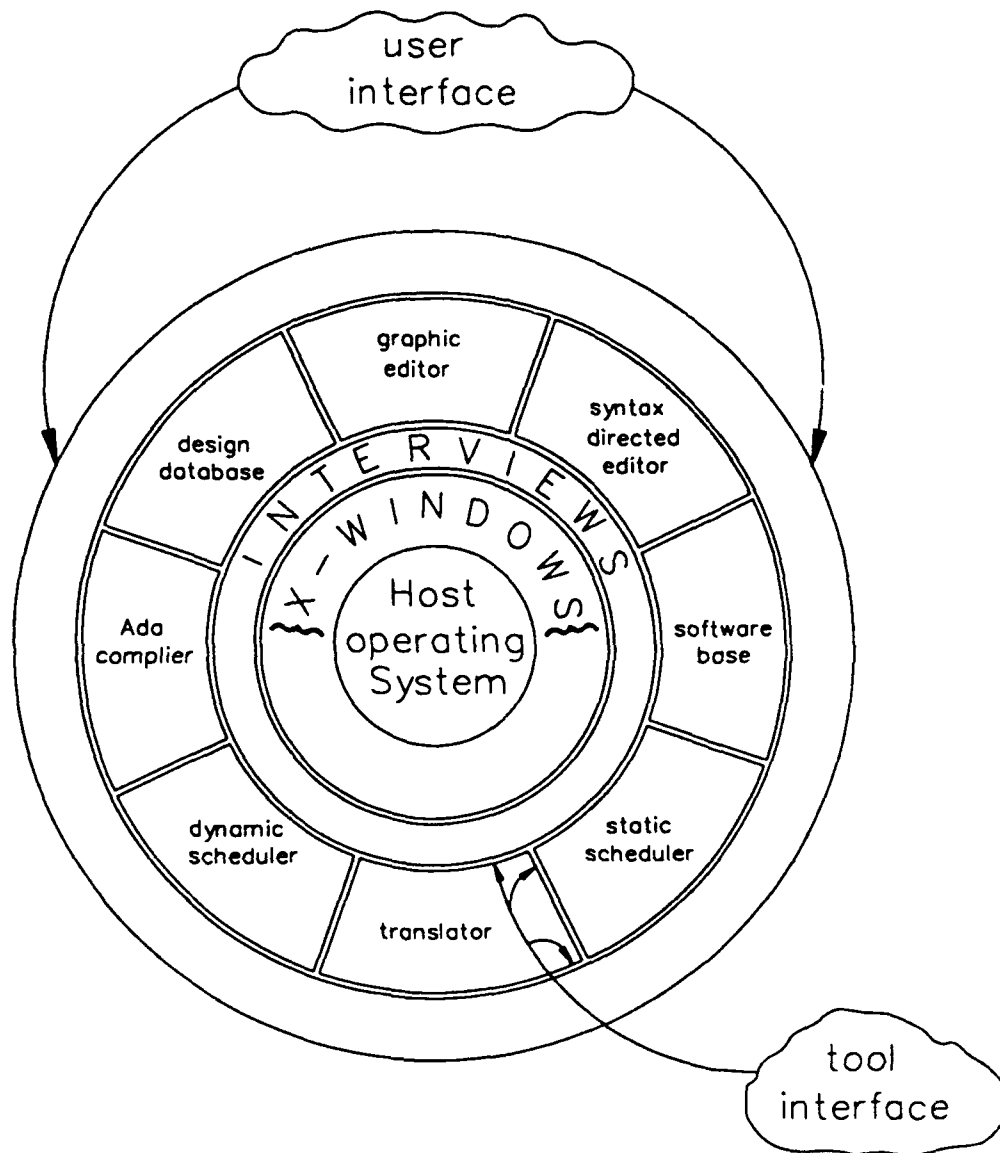 user
interface
graphic
editor
syntax
directed
editor
design
database
INTERVIEWS
X-WINDOWS
Host
operating
System
Ada
complier
software
base
dynamic
scheduler
static
scheduler
translator
tool
interface